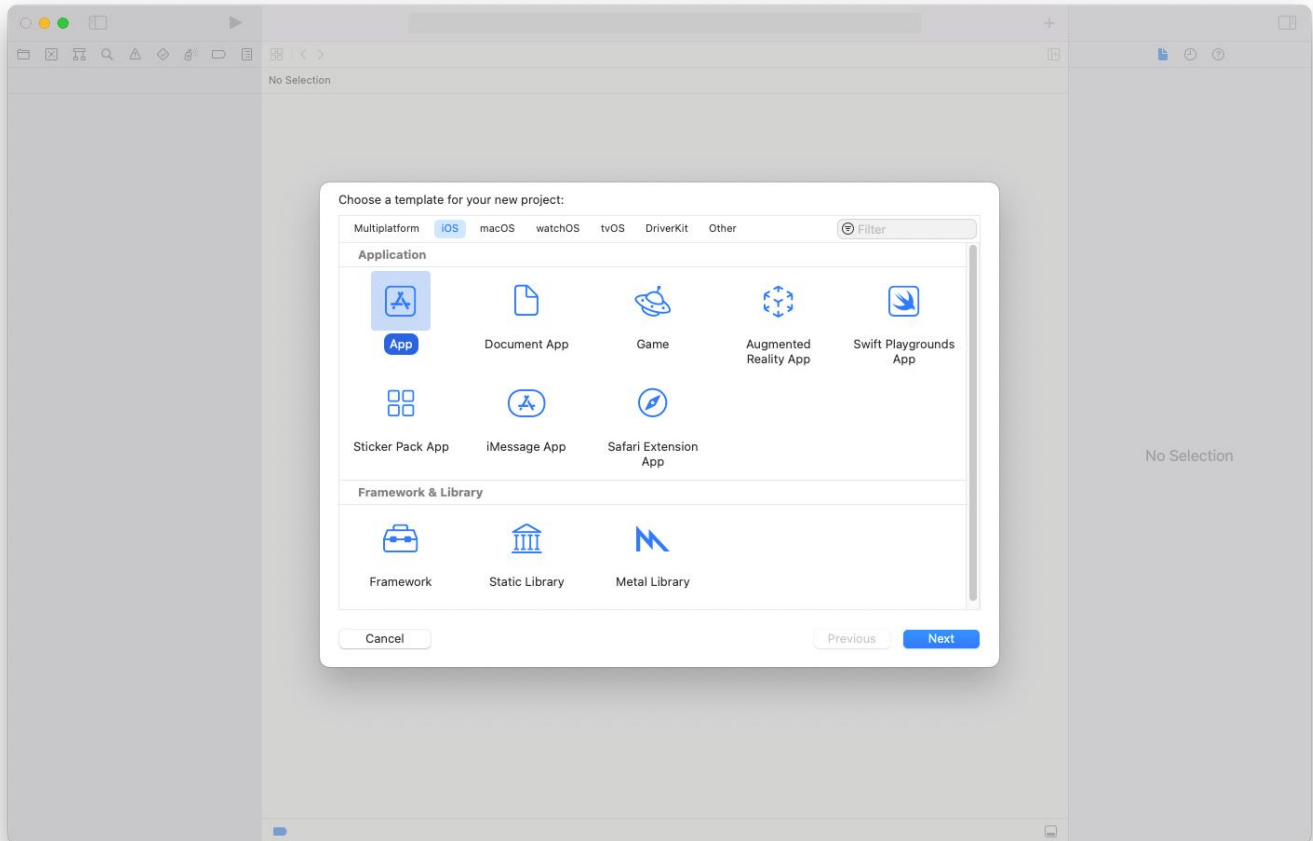 No Selection
Choose a template for your new project:
Multiplatform iOS macOS watchOS tvOS DriverKit Other Filter
Application
App
Document App
Game
Augmented
Reality App
Swift Playgrounds
App
Sticker Pack App
iMessage App
Safari Extension
App
Framework & Library
Framework
Static Library
Metal Library
Cancel
Previous
Next
No Selection